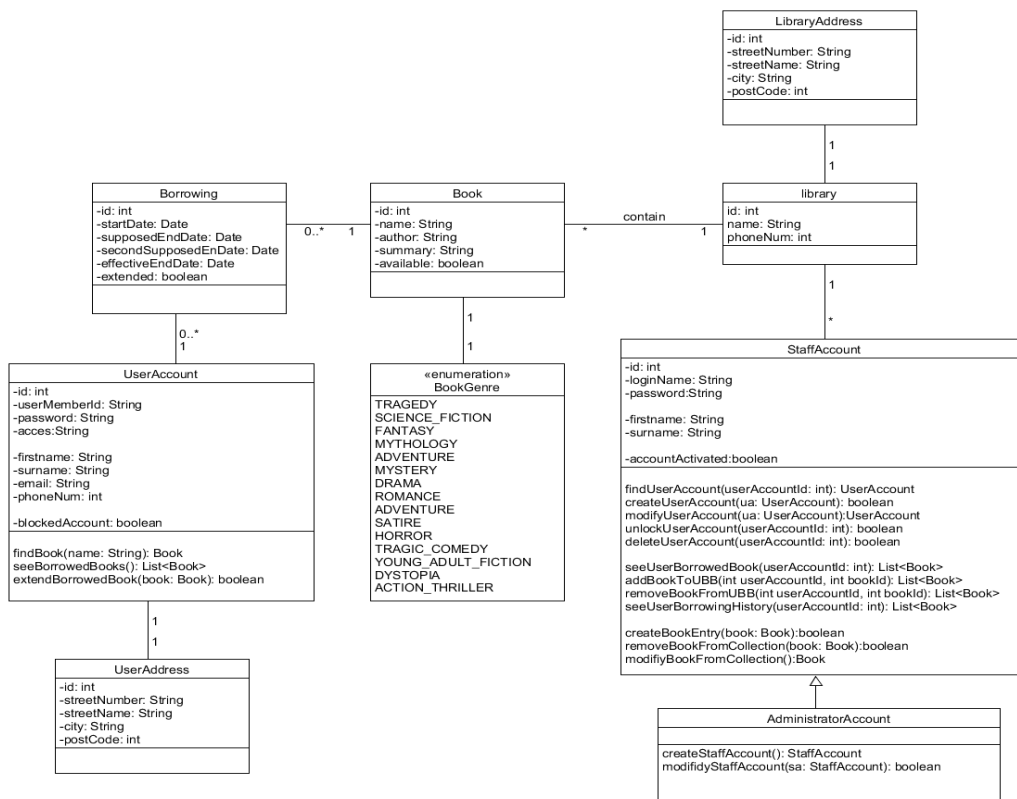 LibraryAddress
-id: int
-streetNumber: String
-streetName: String
-city: String
-postCode: int
1
1
library
id: int
name: String
phoneNum: int
contain
*
1
Book
-id: int
-name: String
-author: String
-summary: String
-available: boolean
0..*
1
Borrowing
-id: int
-startDate: Date
-supposedEndDate: Date
-secondSupposedEnDate: Date
-effectiveEndDate: Date
-extended: boolean
0..*
1
UserAccount
-id: int
-userMemberId: String
-password: String
-acces:String
-firstname: String
-surname: String
-email: String
-phoneNum: int
-blockedAccount: boolean
findBook(name: String): Book
seeBorrowedBooks(): List<Book>
extendBorrowedBook(book: Book): boolean
1
1
UserAddress
-id: int
-streetNumber: String
-streetName: String
-city: String
-postCode: int
1
1
«enumeration»
BookGenre
TRAGEDY
SCIENCE_FICTION
FANTASY
MYTHOLOGY
ADVENTURE
MYSTERY
DRAMA
ROMANCE
ADVENTURE
SATIRE
HORROR
TRAGIC_COMEDY
YOUNG_ADULT_FICTION
DYSTOPIA
ACTION_THRILLER
1
*
StaffAccount
-id: int
-loginName: String
-password:String
-firstname: String
-surname: String
-accountActivated:boolean
findUserAccount(userAccountId: int): UserAccount
createUserAccount(ua: UserAccount): boolean
modifyUserAccount(ua: UserAccount):UserAccount
unlockUserAccount(userAccountId: int): boolean
deleteUserAccount(userAccountId: int): boolean
seeUserBorrowedBook(userAccountId: int): List<Book>
addBookToUBB(int userAccountId, int bookId): List<Book>
removeBookFromUBB(int userAccountId, int bookId): List<Book>
seeUserBorrowingHistory(userAccountId: int): List<Book>
createBookEntry(book: Book):boolean
removeBookFromCollection(book: Book):boolean
modifiyBookFromCollection():Book
AdministratorAccount
createStaffAccount(): StaffAccount
modifidyStaffAccount(sa: StaffAccount): boolean